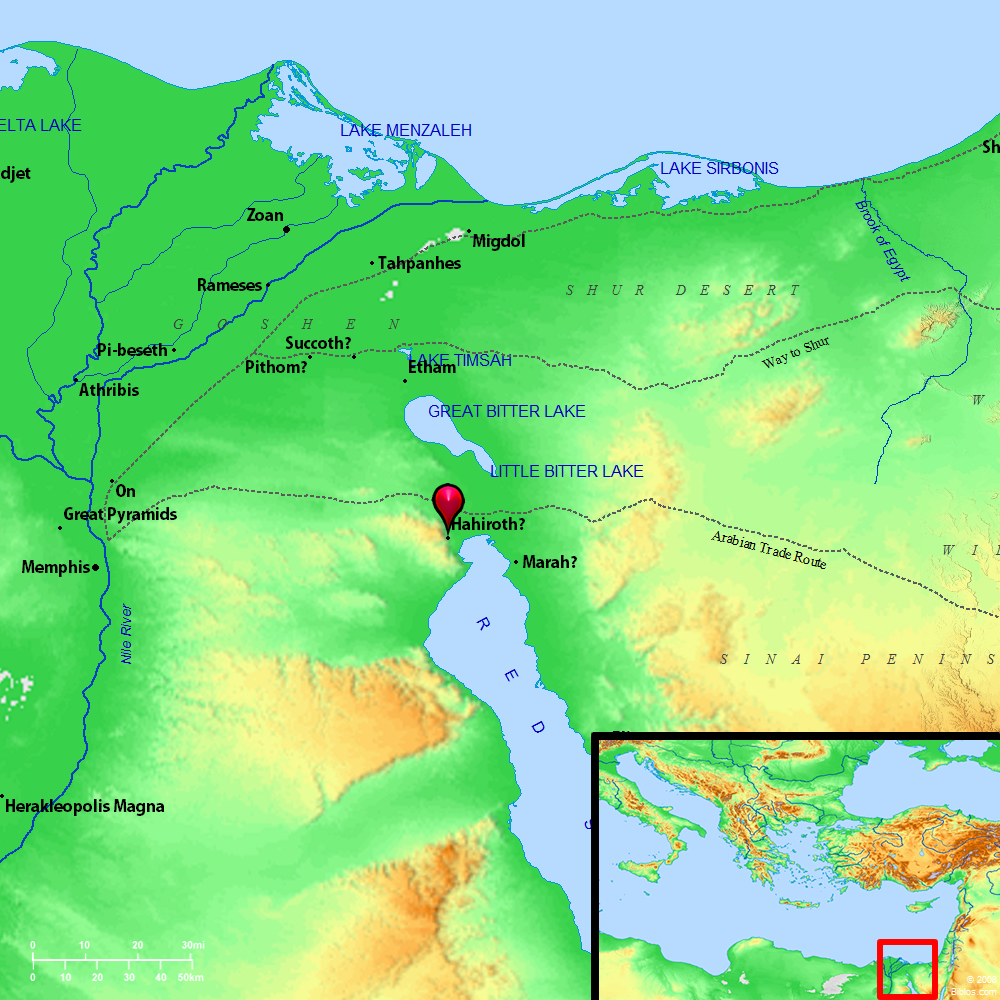 ELTA LAKE
LAKE MENZALEH
Sh
LAKE SIRBONIS
djet
Zoan
Brook of Egypt
Migdol
Tahpanhes
Rameses
SHUR DESERT
GOSHEN
Succoth?
Pi-beseth
LAKE TIMSAH
Way to Shur
Pithom?
Etham
Athribis
W
GREAT BITTER LAKE
LITTLE BITTER LAKE
On
Great Pyramids
Hahiroth?
Arabian Trade Route
WI
Memphis
Marah?
Nile River
RED
S
SINAI PENINS
Herakleopolis Magna
0 10 20 30mi
0 10 20 30 40 50km